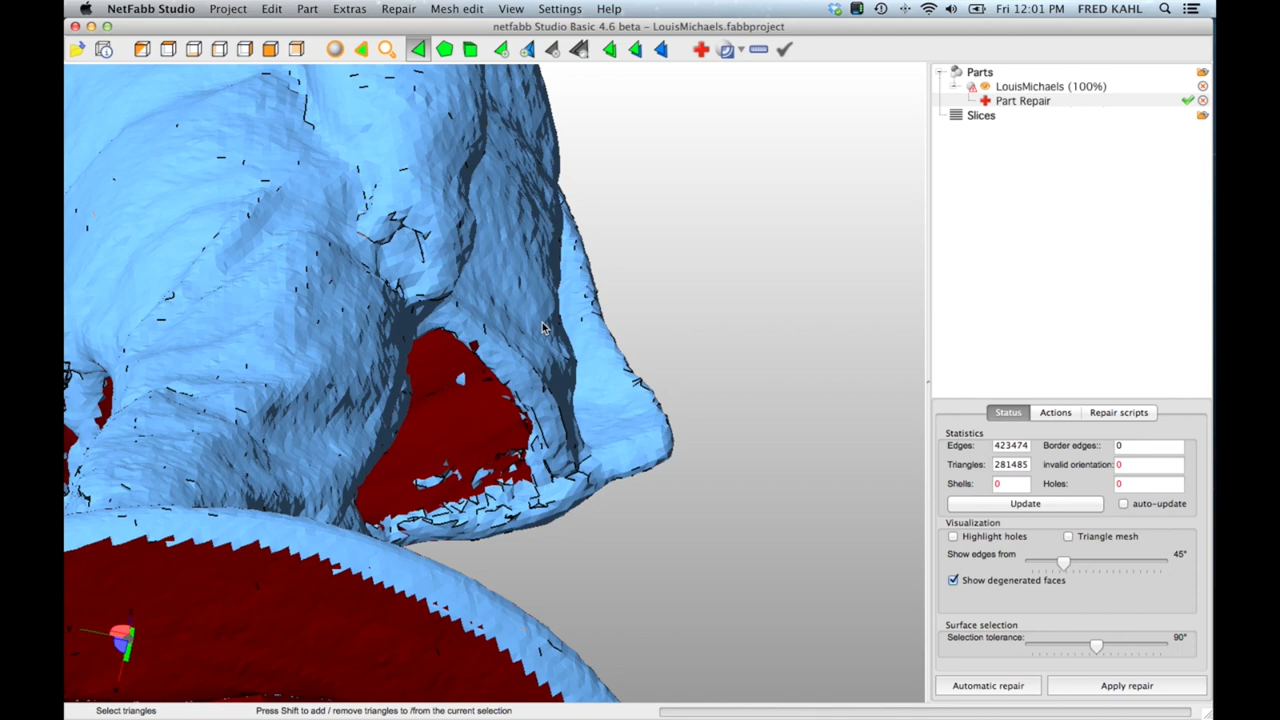 NetFabb Studio Project Edit Part Extras Repair Mesh edit View Settings Help Fri 12:01 PM FRED KAHL
netfabb Studio Basic 4.6 beta - LouisMichaels.fabbproject
Parts
LouisMichaels (100%)
Part Repair
Slices
Status Actions Repair scripts
Statistics
Edges: 423474 Border edges:: 0
Triangles: 281485 invalid orientation: 0
Shells: 0 Holes: 0
Update auto-update
Visualization
Highlight holes Triangle mesh
Show edges from 45°
Show degenerated faces
Surface selection
Selection tolerance: 90°
Automatic repair Apply repair
Select triangles Press Shift to add / remove triangles to /from the current selection